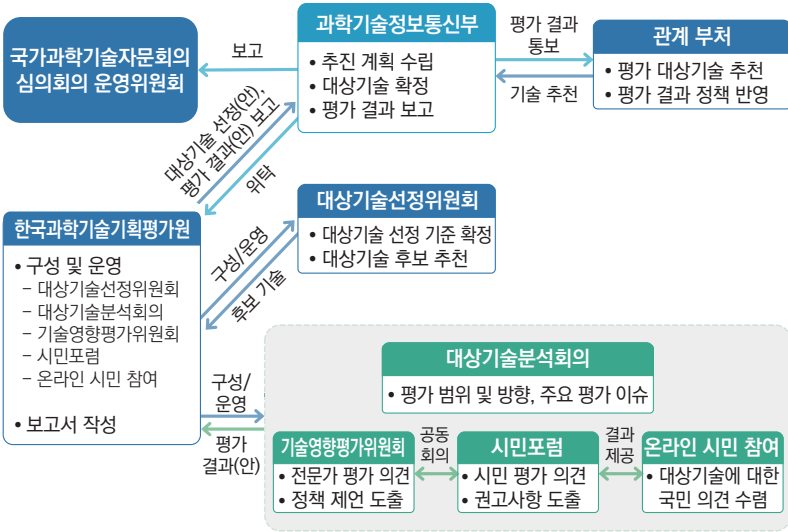 국가과학기술자문회의
심의회의 운영위원회
보고
과학기술정보통신부
• 추진 계획 수립
• 대상기술 확정
• 평가 결과 보고
평가 결과
통보
기술 추천
관계 부처
• 평가 대상기술 추천
• 평가 결과 정책 반영
대상기술 선정(안),
평가 결과(안) 보고
위탁
한국과학기술기획평가원
• 구성 및 운영
– 대상기술선정위원회
– 대상기술분석회의
– 기술영향평가위원회
– 시민포럼
– 온라인 시민 참여
• 보고서 작성
구성/운영
후보 기술
대상기술선정위원회
• 대상기술 선정 기준 확정
• 대상기술 후보 추천
구성/
운영
평가
결과(안)
대상기술분석회의
• 평가 범위 및 방향, 주요 평가 이슈
기술영향평가위원회
• 전문가 평가 의견
• 정책 제언 도출
공동
회의
시민포럼
• 시민 평가 의견
• 권고사항 도출
결과
제공
온라인 시민 참여
• 대상기술에 대한
국민 의견 수렴